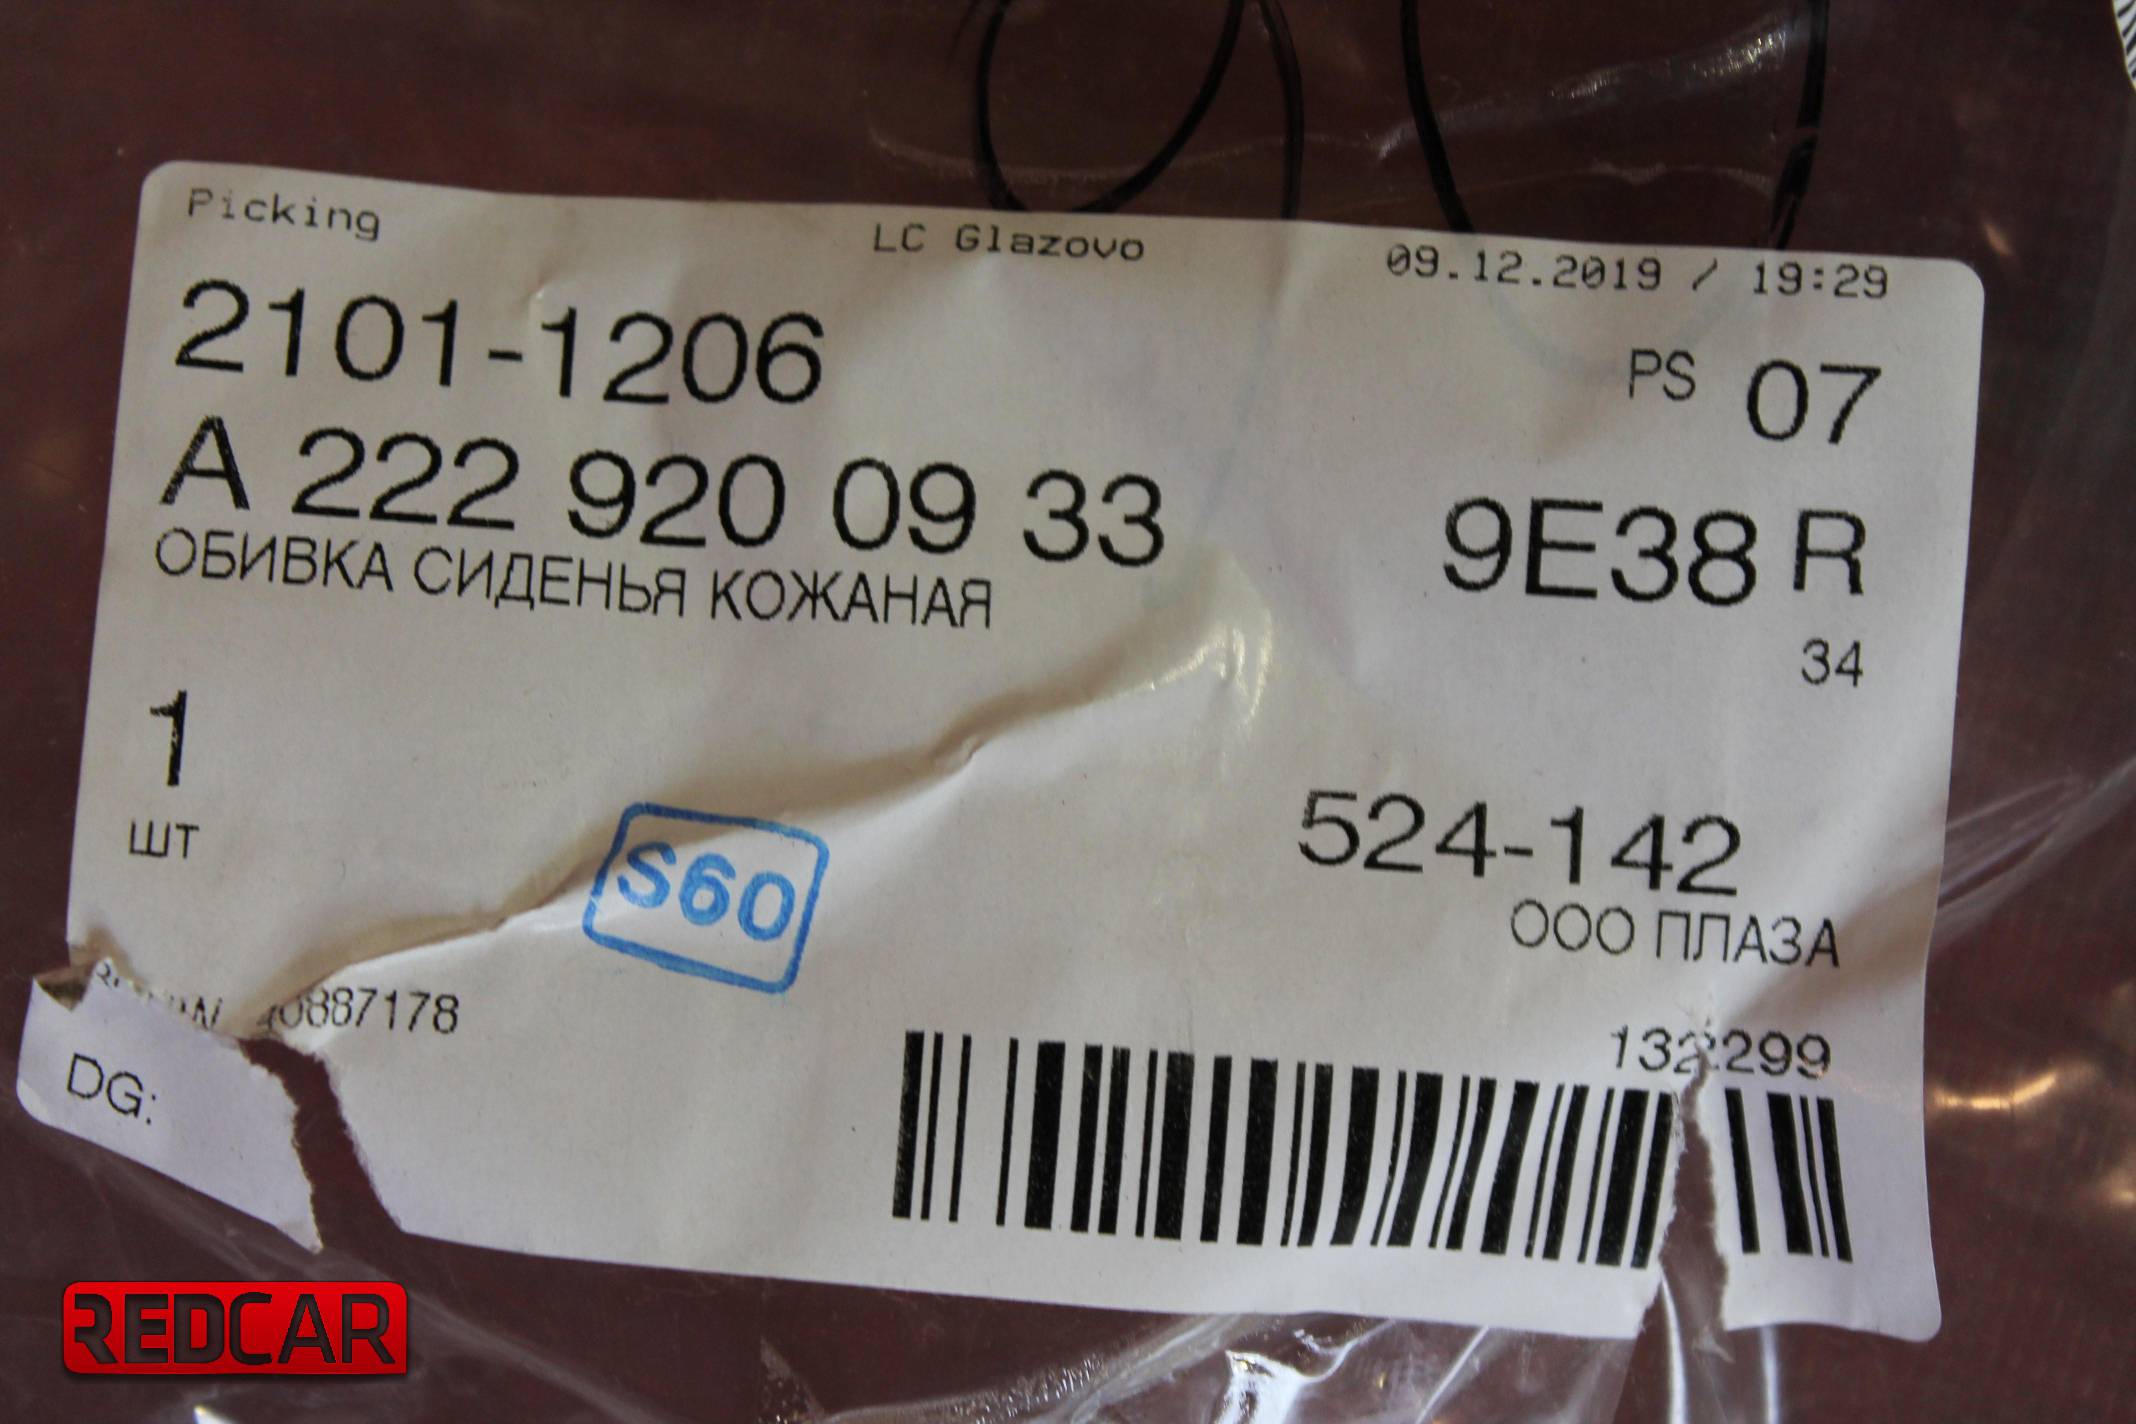 Picking
LC Glazovo
09.12.2019 / 19:29
2101-1206
PS 07
A 222 920 09 33
9E38 R
ОБИВКА СИДЕНЬЯ КОЖАНАЯ
34
1
шт
S60
524-142
ООО ПЛАЗА
40887178
132299
DG:
REDCAR